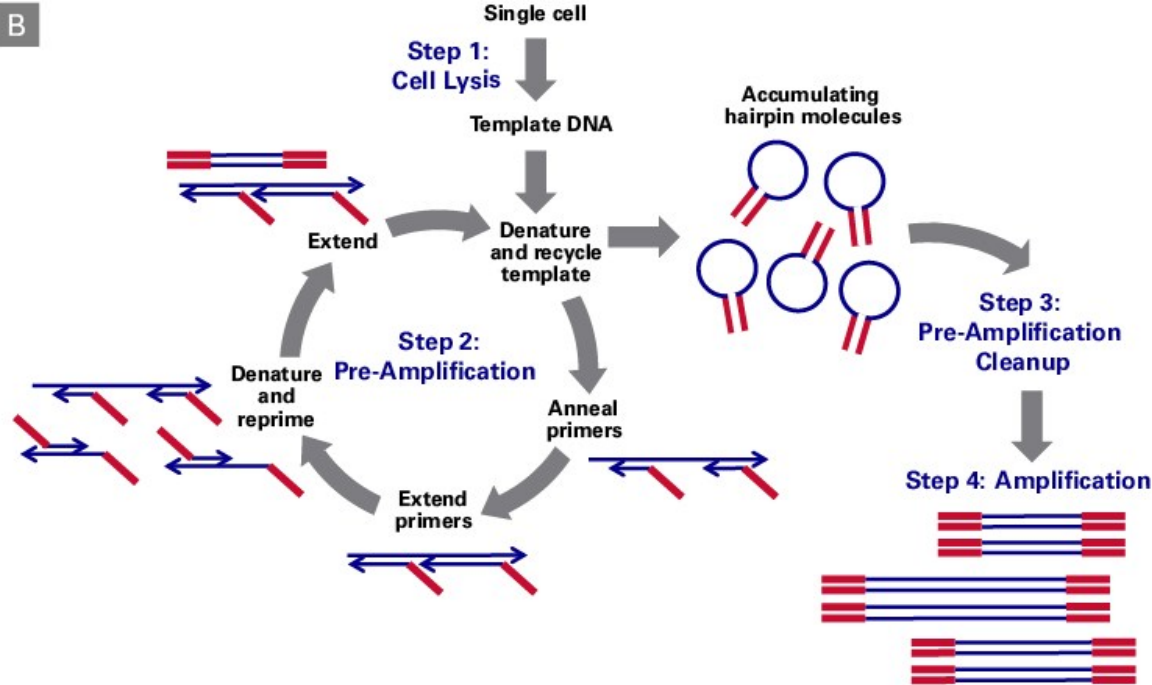 B
Single cell
Step 1:
Cell Lysis
Template DNA
Accumulating
hairpin molecules
Extend
Denature
and recycle
template
Step 3:
Pre-Amplification
Cleanup
Step 2:
Pre-Amplification
Denature
and
reprime
Anneal
primers
Extend
primers
Step 4: Amplification